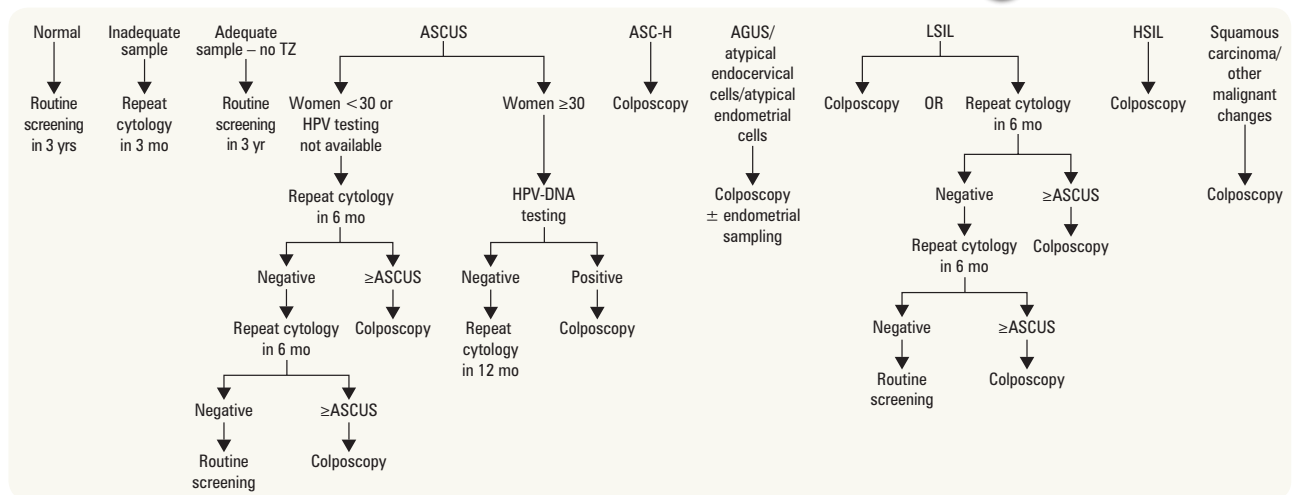 Normal
Routine
screening
in 3 yrs
Inadequate
sample
Repeat
cytology
in 3 mo
Adequate
sample – no TZ
Routine
screening
in 3 yr
ASCUS
Women <30 or
HPV testing
not available
Repeat cytology
in 6 mo
Negative
Repeat cytology
in 6 mo
Negative
Routine
screening
≥ASCUS
Colposcopy
≥ASCUS
Colposcopy
Women ≥30
HPV-DNA
testing
Negative
Repeat
cytology
in 12 mo
Positive
Colposcopy
ASC-H
Colposcopy
AGUS/
atypical
endocervical
cells/atypical
endometrial
cells
Colposcopy
± endometrial
sampling
LSIL
Colposcopy
OR
Repeat cytology
in 6 mo
Negative
Repeat cytology
in 6 mo
Negative
Routine
screening
≥ASCUS
Colposcopy
≥ASCUS
Colposcopy
HSIL
Colposcopy
Squamous
carcinoma/
other
malignant
changes
Colposcopy